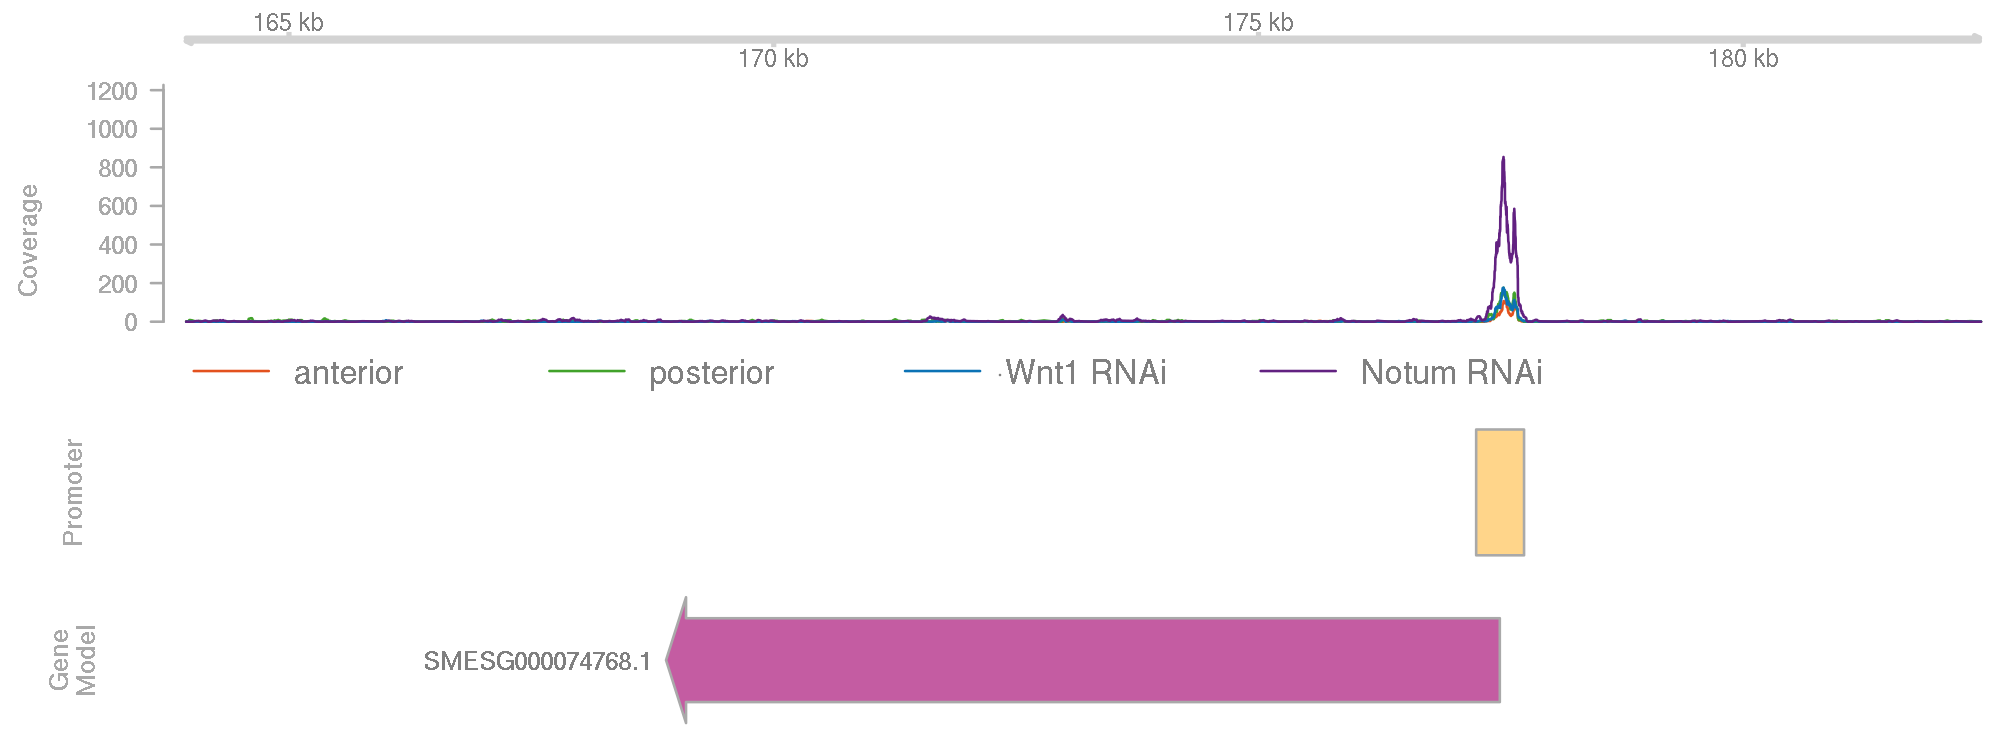 165 kb
175 kb
170 kb
180 kb
1200
1000
800
600
400
200
0
Coverage
anterior
posterior
Wnt1 RNAi
Notum RNAi
Promoter
Gene
Model
SMESG000074768.1